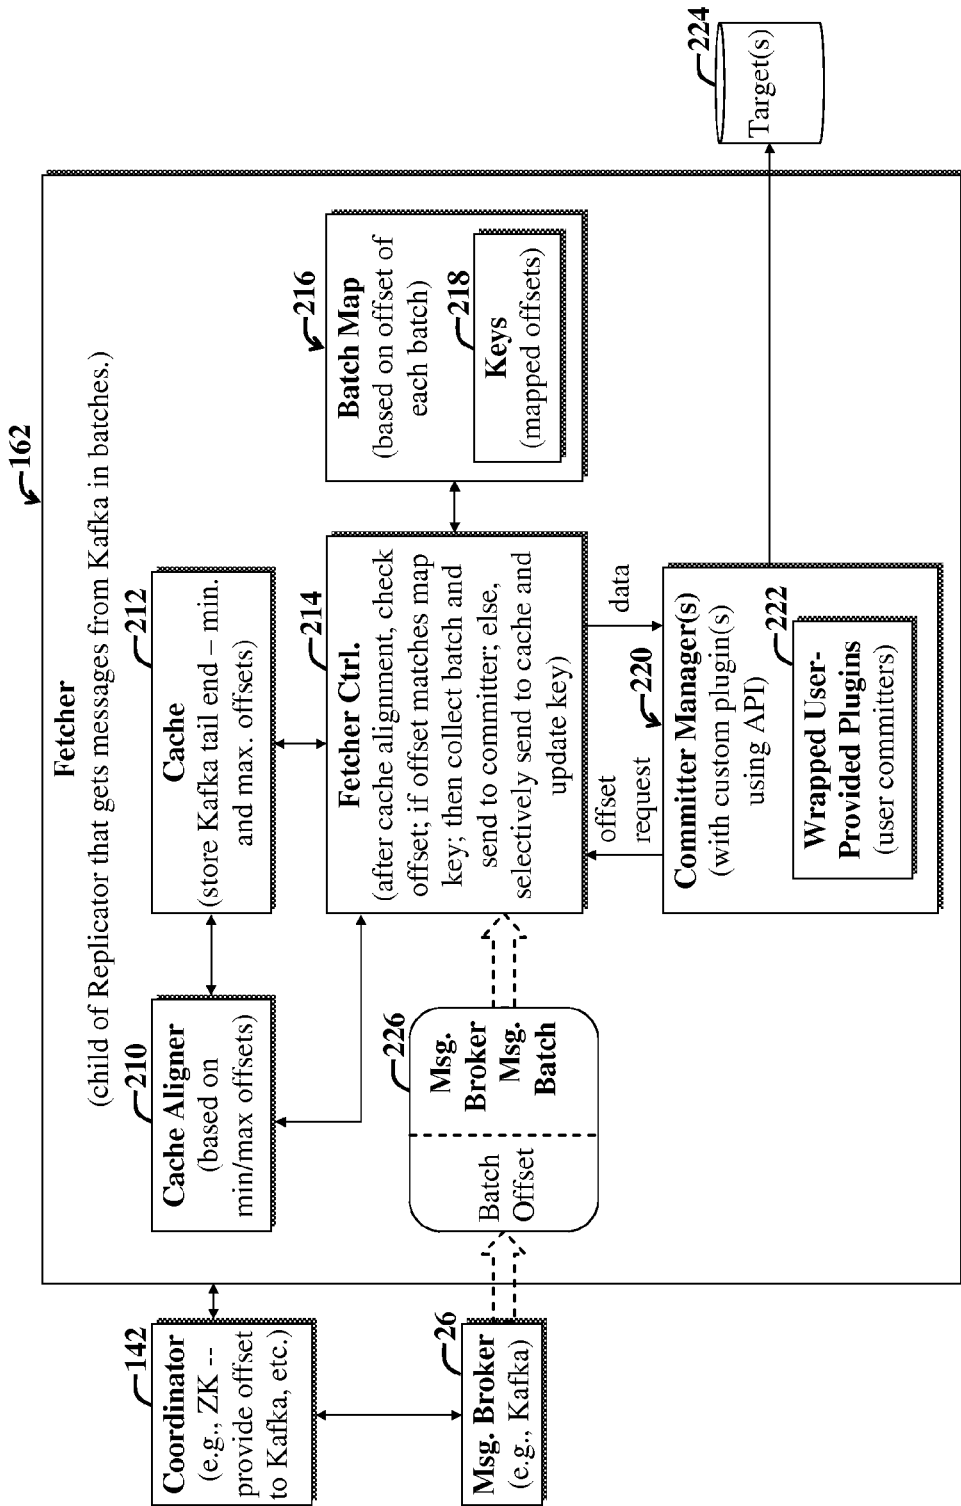 162
Fetcher
(child of Replicator that gets messages from Kafka in batches.)
142
Coordinator
(e.g., ZK --
provide offset
to Kafka, etc.)
210
Cache Aligner
(based on
min/max offsets)
212
Cache
(store Kafka tail end – min.
and max. offsets)
26
Msg. Broker
(e.g., Kafka)
226
Batch
Offset
Msg.
Broker
Msg.
Batch
214
Fetcher Ctrl.
(after cache alignment, check
offset; if offset matches map
key; then collect batch and
send to committer; else,
selectively send to cache and
update key)
216
Batch Map
(based on offset of
each batch)
218
Keys
(mapped offsets)
offset
request
data
220
Committer Manager(s)
(with custom plugin(s)
using API)
222
Wrapped User-
Provided Plugins
(user committers)
224
Target(s)